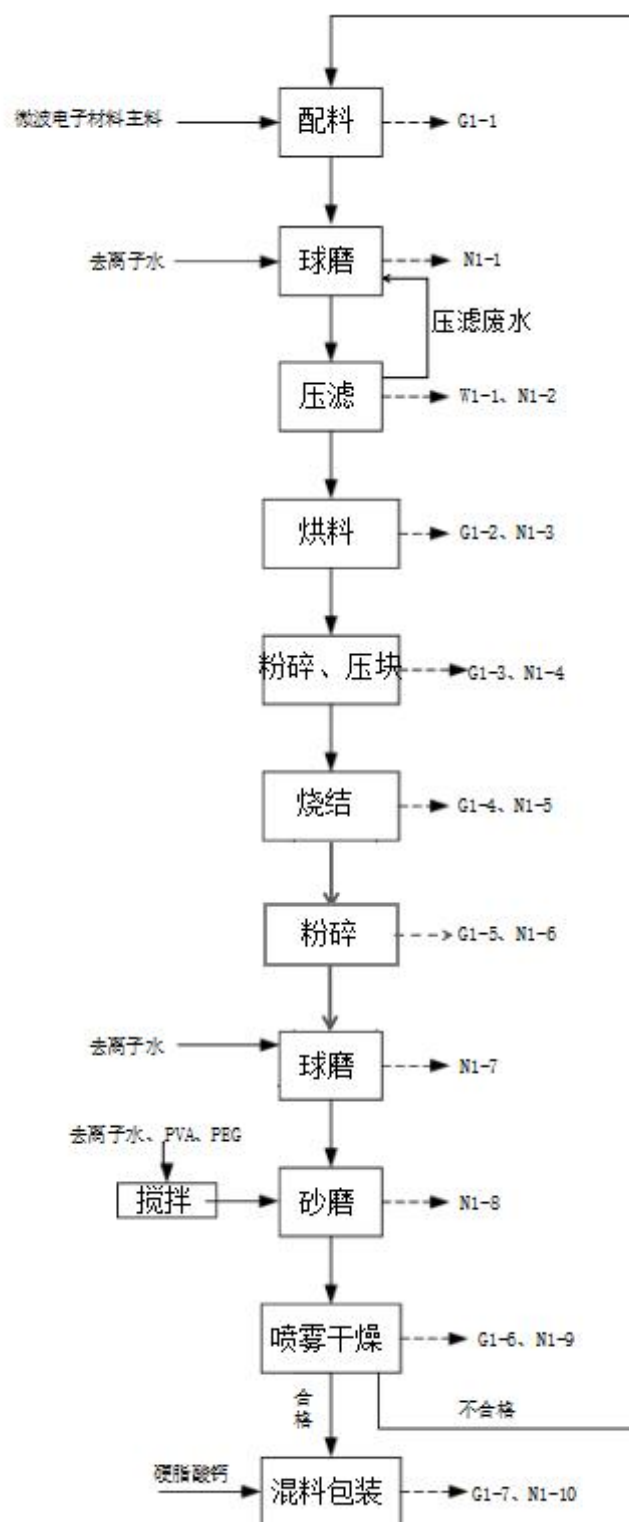 微波电子材料主料
配料
G1-1
去离子水
球磨
N1-1
压滤废水
压滤
W1-1、N1-2
烘料
G1-2、N1-3
粉碎、压块
G1-3、N1-4
烧结
G1-4、N1-5
粉碎
G1-5、N1-6
去离子水
球磨
N1-7
去离子水、PVA、PEG
搅拌
砂磨
N1-8
喷雾干燥
G1-6、N1-9
合格
不合格
硬脂酸钙
混料包装
G1-7、N1-10